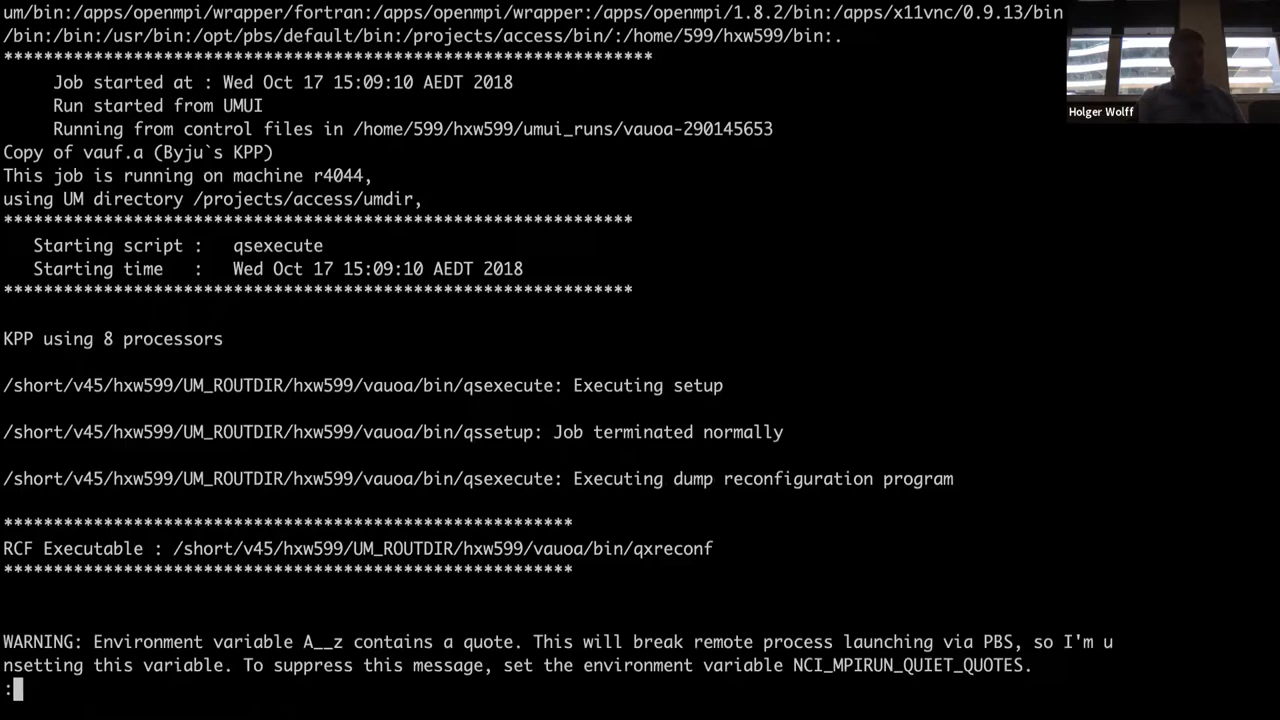 um/bin:/apps/openmpi/wrapper/fortran:/apps/openmpi/wrapper:/apps/openmpi/1.8.2/bin:/apps/x11vnc/0.9.13/bin
/bin:/bin:/usr/bin:/opt/pbs/default/bin:/projects/access/bin/:/home/599/hxw599/bin:.
*****************************************************************
Job started at : Wed Oct 17 15:09:10 AEDT 2018
Run started from UMUI
Running from control files in /home/599/hxw599/umui_runs/vauoa-290145653
Copy of vauf.a (Byju`s KPP)
This job is running on machine r4044,
using UM directory /projects/access/umdir,
***************************************************************
Starting script :   qsexecute
Starting time   :   Wed Oct 17 15:09:10 AEDT 2018
***************************************************************
KPP using 8 processors
/short/v45/hxw599/UM_ROUTDIR/hxw599/vauoa/bin/qsexecute: Executing setup
/short/v45/hxw599/UM_ROUTDIR/hxw599/vauoa/bin/qssetup: Job terminated normally
/short/v45/hxw599/UM_ROUTDIR/hxw599/vauoa/bin/qsexecute: Executing dump reconfiguration program
*********************************************************
RCF Executable : /short/v45/hxw599/UM_ROUTDIR/hxw599/vauoa/bin/qxreconf
*********************************************************
WARNING: Environment variable A__z contains a quote. This will break remote process launching via PBS, so I'm u
nsetting this variable. To suppress this message, set the environment variable NCI_MPIRUN_QUIET_QUOTES.
:
Holger Wolff